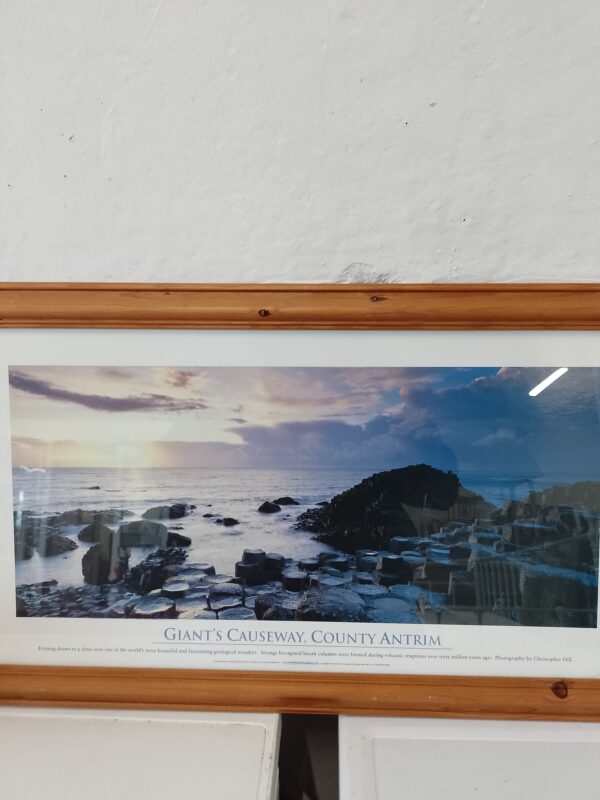 GIANT'S CAUSEWAY, COUNTY ANTRIM
Evening draws to a close over one of the world's most beautiful and fascinating geological wonders. Strange hexagonal basalt columns were formed during volcanic eruptions over sixty million years ago. Photography by Christopher Hill.